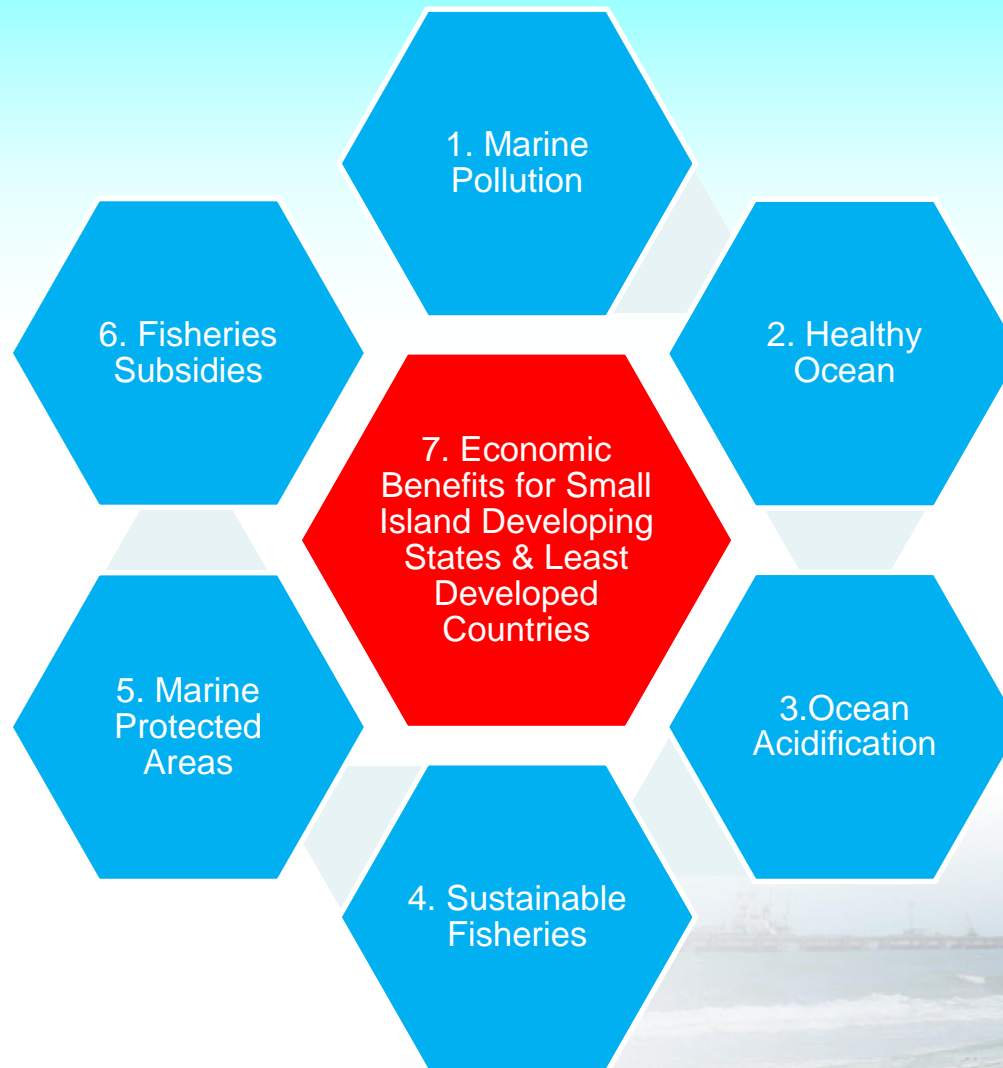 1. Marine
Pollution
2. Healthy
Ocean
3.Ocean
Acidification
4. Sustainable
Fisheries
5. Marine
Protected
Areas
6. Fisheries
Subsidies
7. Economic
Benefits for Small
Island Developing
States & Least
Developed
Countries